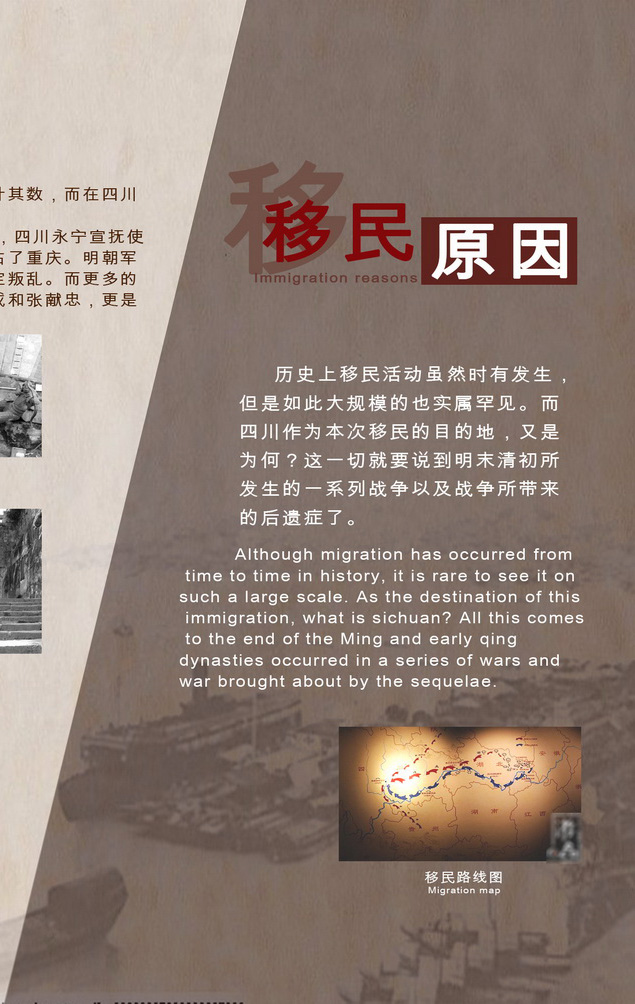 其数，而在四川
，四川永宁宣抚使
了重庆。明朝军
叛乱。而更多的
和张献忠，更是
移
移民原因
Immigration reasons
历史上移民活动虽然时有发生，
但是如此大规模的也实属罕见。而
四川作为本次移民的目的地，又是
为何？这一切就要说到明末清初所
发生的一系列战争以及战争所带来
的后遗症了。
Although migration has occurred from
time to time in history, it is rare to see it on
such a large scale. As the destination of this
immigration, what is sichuan? All this comes
to the end of the Ming and early qing
dynasties occurred in a series of wars and
war brought about by the sequelae.
移民路线图
Migration map